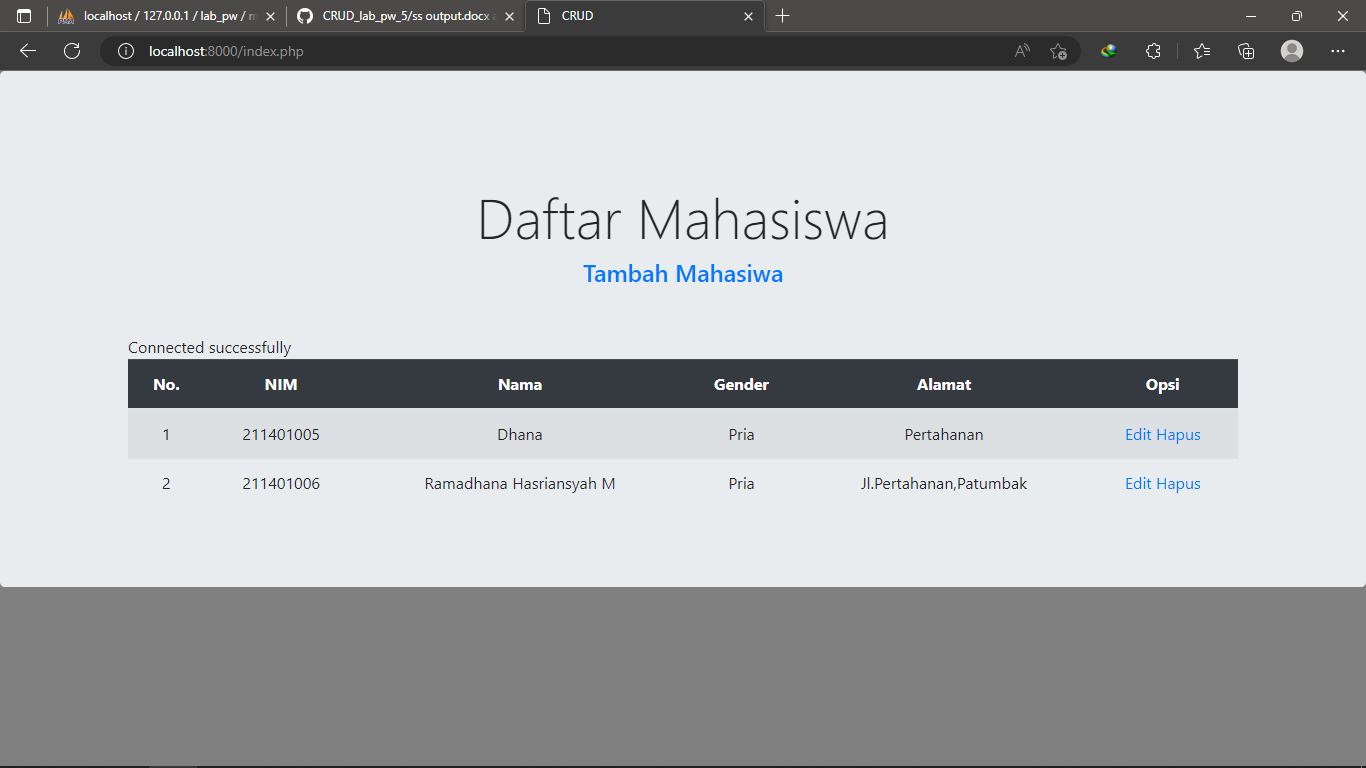 localhost / 127.0.0.1 / lab_pw / m
CRUD_lab_pw_5/ss output.docx a
CRUD
localhost:8000/index.php
Daftar Mahasiswa
Tambah Mahasiwa
Connected successfully
No. NIM Nama Gender Alamat Opsi
1 211401005 Dhana Pria Pertahanan Edit Hapus
2 211401006 Ramadhana Hasriansyah M Pria Jl.Pertahanan,Patumbak Edit Hapus